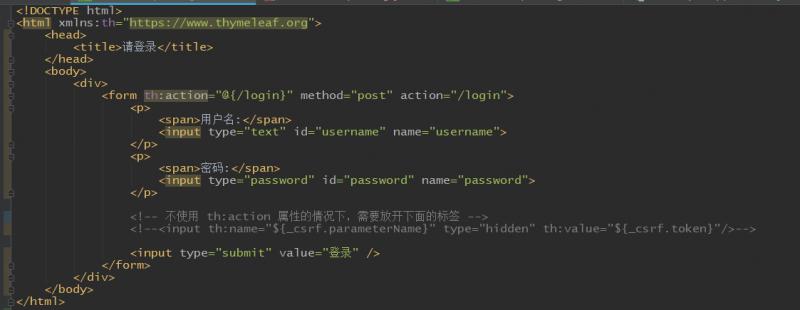 <!DOCTYPE html>
<html xmlns:th="https://www.thymeleaf.org">
<head>
<title>请登录</title>
</head>
<body>
<div>
<form th:action="@{/login}" method="post" action="/login">
<p>
<span>用户名:</span>
<input type="text" id="username" name="username">
</p>
<p>
<span>密码:</span>
<input type="password" id="password" name="password">
</p>
<!-- 不使用 th:action 属性的情况下，需要放开下面的标签 -->
<!--<input th:name="${_csrf.parameterName}" type="hidden" th:value="${_csrf.token}"/>-->
<input type="submit" value="登录" />
</form>
</div>
</body>
</html>